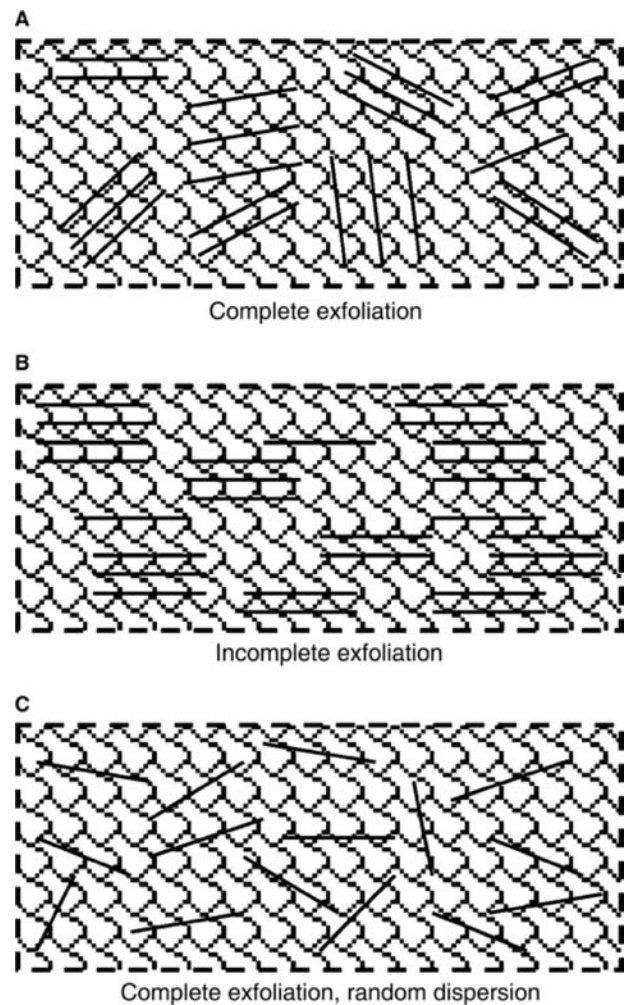 A
Complete exfoliation
B
Incomplete exfoliation
C
Complete exfoliation, random dispersion